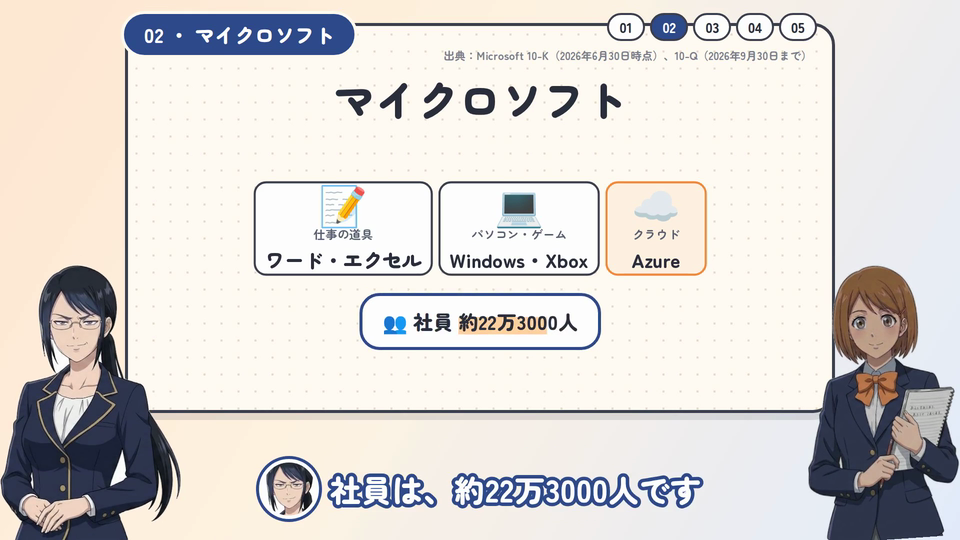 02 ・ マイクロソフト
01 02 03 04 05
出典：Microsoft 10-K（2026年6月30日時点）、10-Q（2026年9月30日まで）
マイクロソフト
仕事の道具
ワード・エクセル
パソコン・ゲーム
Windows・Xbox
クラウド
Azure
社員 約22万3000人
社員は、約22万3000人です